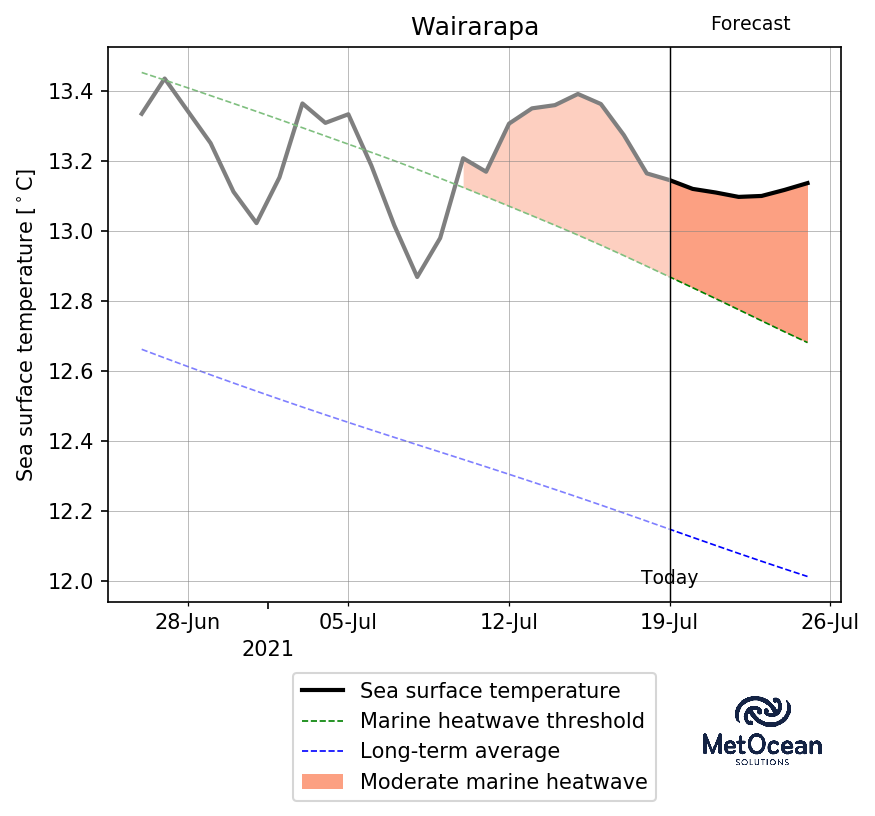 Wairarapa
Forecast
Sea surface temperature [°C]
13.4
13.2
13.0
12.8
12.6
12.4
12.2
12.0
Today
28-Jun
05-Jul
12-Jul
19-Jul
26-Jul
2021
Sea surface temperature
Marine heatwave threshold
Long-term average
Moderate marine heatwave
MetOcean
SOLUTIONS